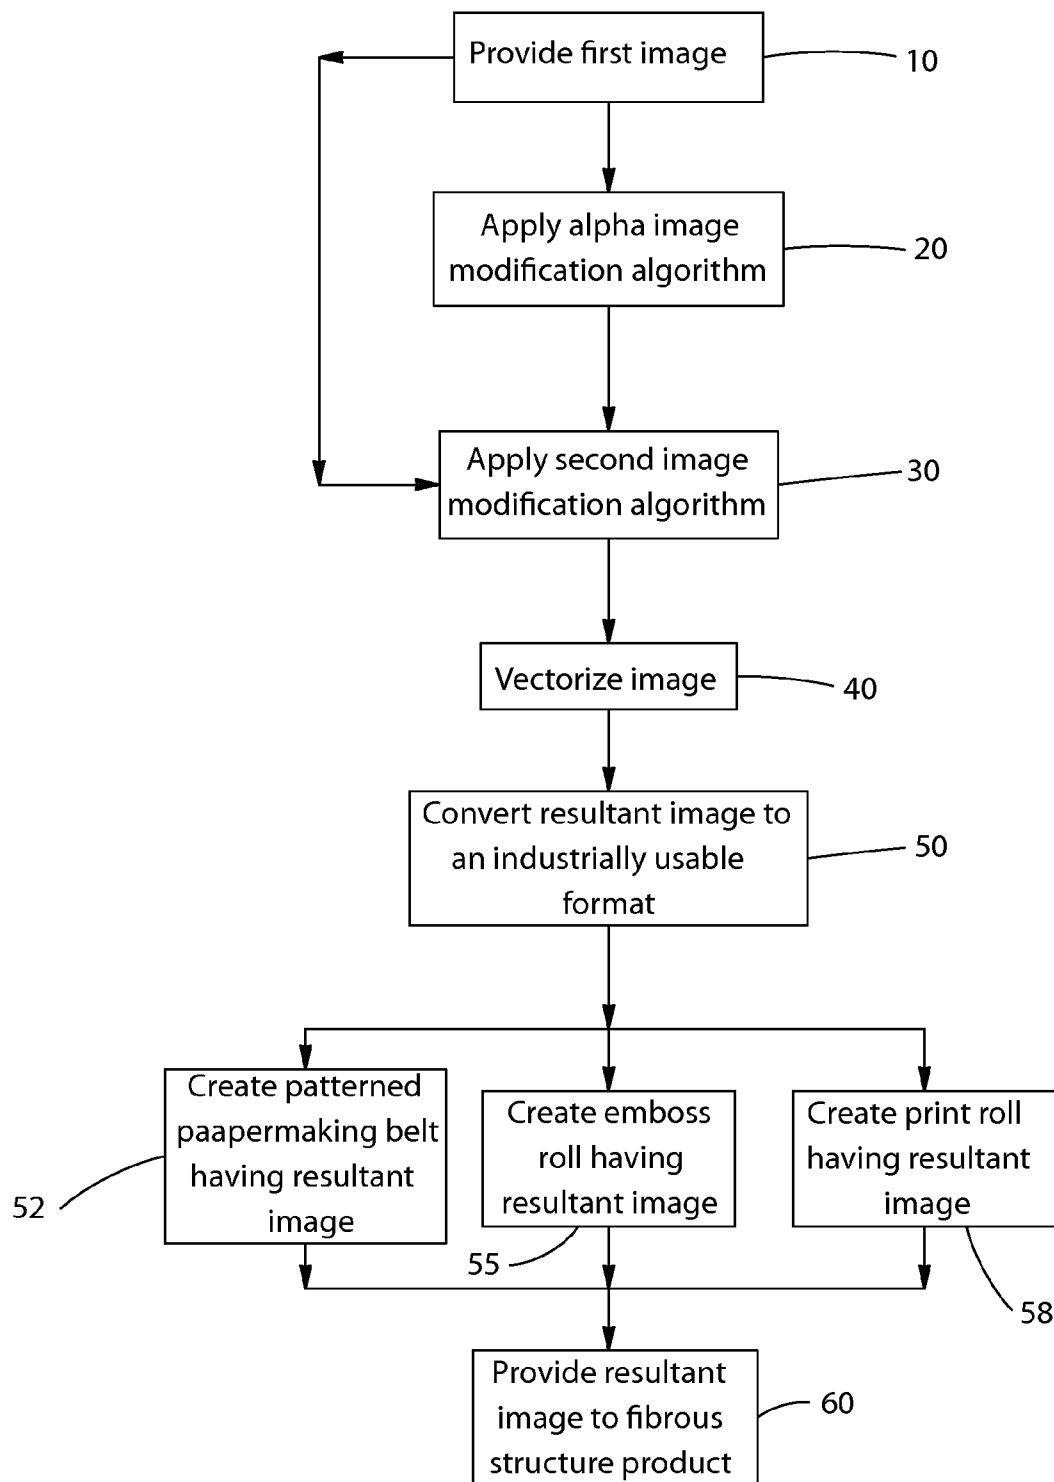 Provide first image
10
Apply alpha image
modification algorithm
20
Apply second image
modification algorithm
30
Vectorize image
40
Convert resultant image to
an industrially usable
format
50
Create patterned
paapermaking belt
having resultant
image
52
Create emboss
roll having
resultant image
55
Create print roll
having resultant
image
58
Provide resultant
image to fibrous
structure product
60